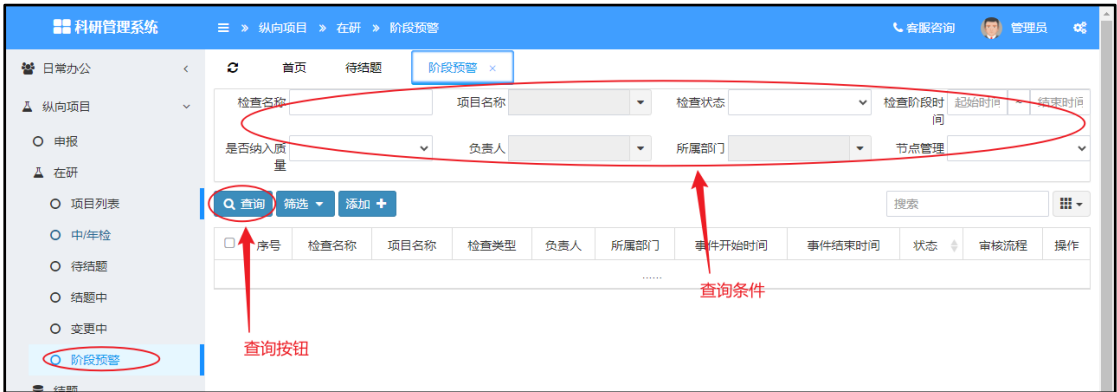 科研管理系统 纵向项目 » 在研 » 阶段预警 客服咨询 管理员
日常办公 首页 待结题 阶段预警 ×
纵向项目
申报
在研
项目列表
中/年检
待结题
结题中
变更中
阶段预警
结题
检查名称 项目名称 检查状态 检查阶段时间 起始时间 ~ 结束时间
是否纳入质量 负责人 所属部门 节点管理
查询 筛选 添加 + 搜索
序号 检查名称 项目名称 检查类型 负责人 所属部门 事件开始时间 事件结束时间 状态 审核流程 操作
......
查询条件
查询按钮